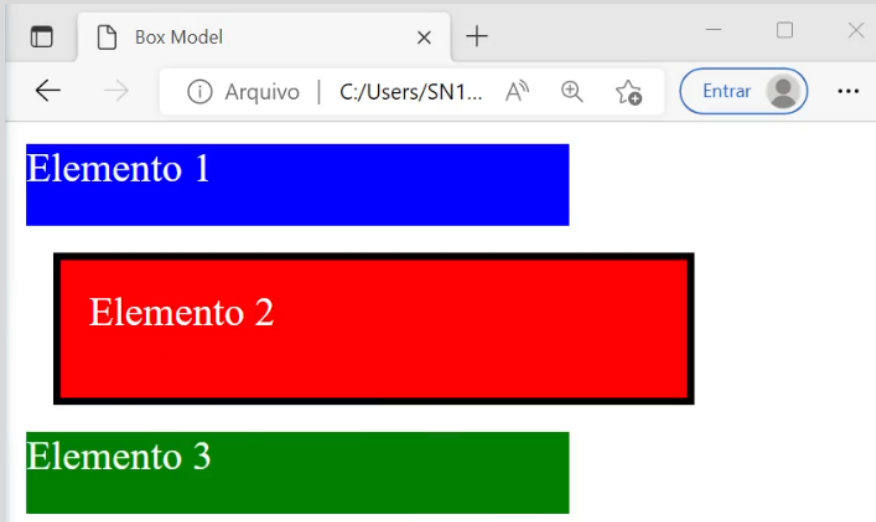 Box Model
Arquivo | C:/Users/SN1... A Entrar
Elemento 1
Elemento 2
Elemento 3